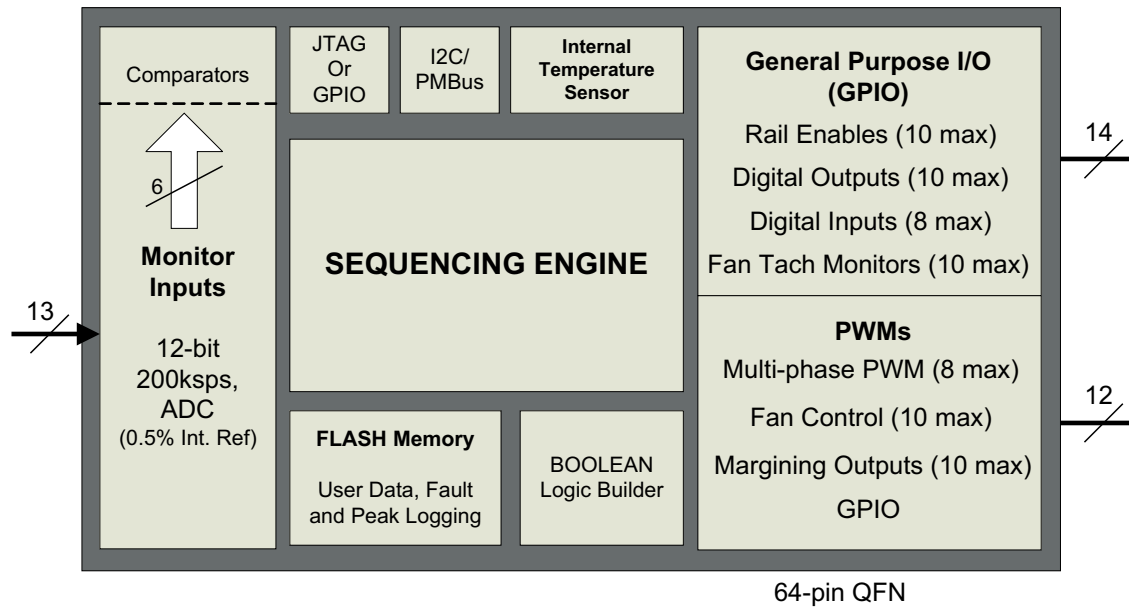 13
Comparators
6
Monitor
Inputs
12-bit
200ksps,
ADC
(0.5% Int. Ref)
JTAG
Or
GPIO
I2C/
PMBus
Internal
Temperature
Sensor
SEQUENCING ENGINE
FLASH Memory
User Data, Fault
and Peak Logging
BOOLEAN
Logic Builder
General Purpose I/O
(GPIO)
Rail Enables (10 max)
Digital Outputs (10 max)
Digital Inputs (8 max)
Fan Tach Monitors (10 max)
PWMs
Multi-phase PWM (8 max)
Fan Control (10 max)
Margining Outputs (10 max)
GPIO
14
12
64-pin QFN